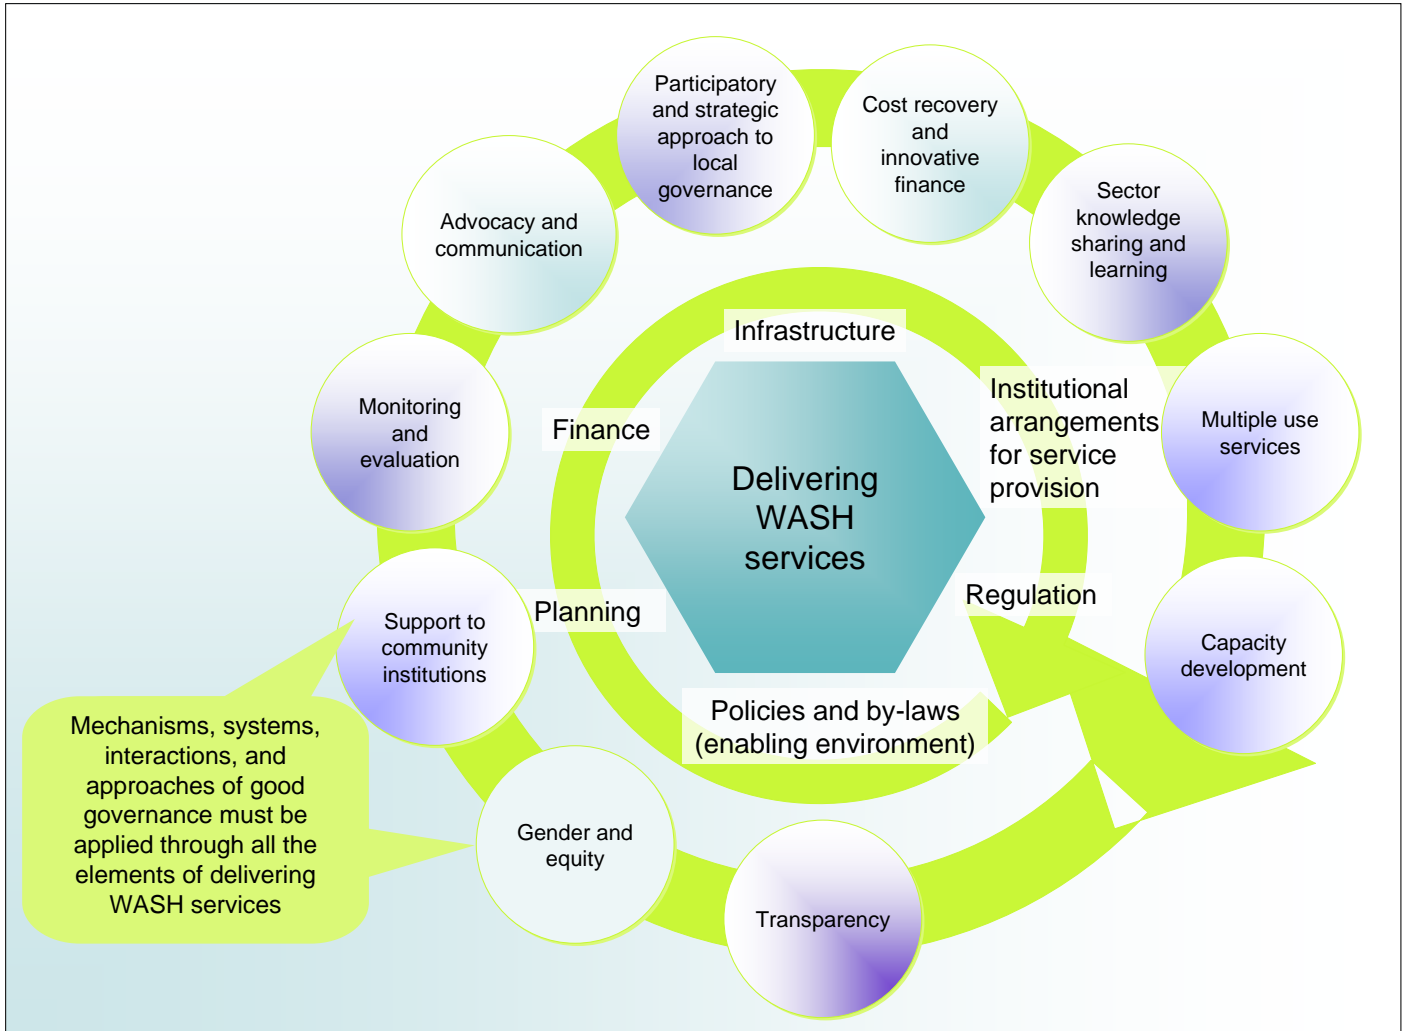 Participatory
and strategic
approach to
local
governance
Cost recovery
and
innovative
finance
Sector
knowledge
sharing and
learning
Advocacy and
communication
Infrastructure
Institutional
arrangements
for service
provision
Multiple use
services
Monitoring
and
evaluation
Finance
Delivering
WASH
services
Planning
Regulation
Support to
community
institutions
Capacity
development
Policies and by-laws
(enabling environment)
Mechanisms, systems,
interactions, and
approaches of good
governance must be
applied through all the
elements of delivering
WASH services
Gender and
equity
Transparency